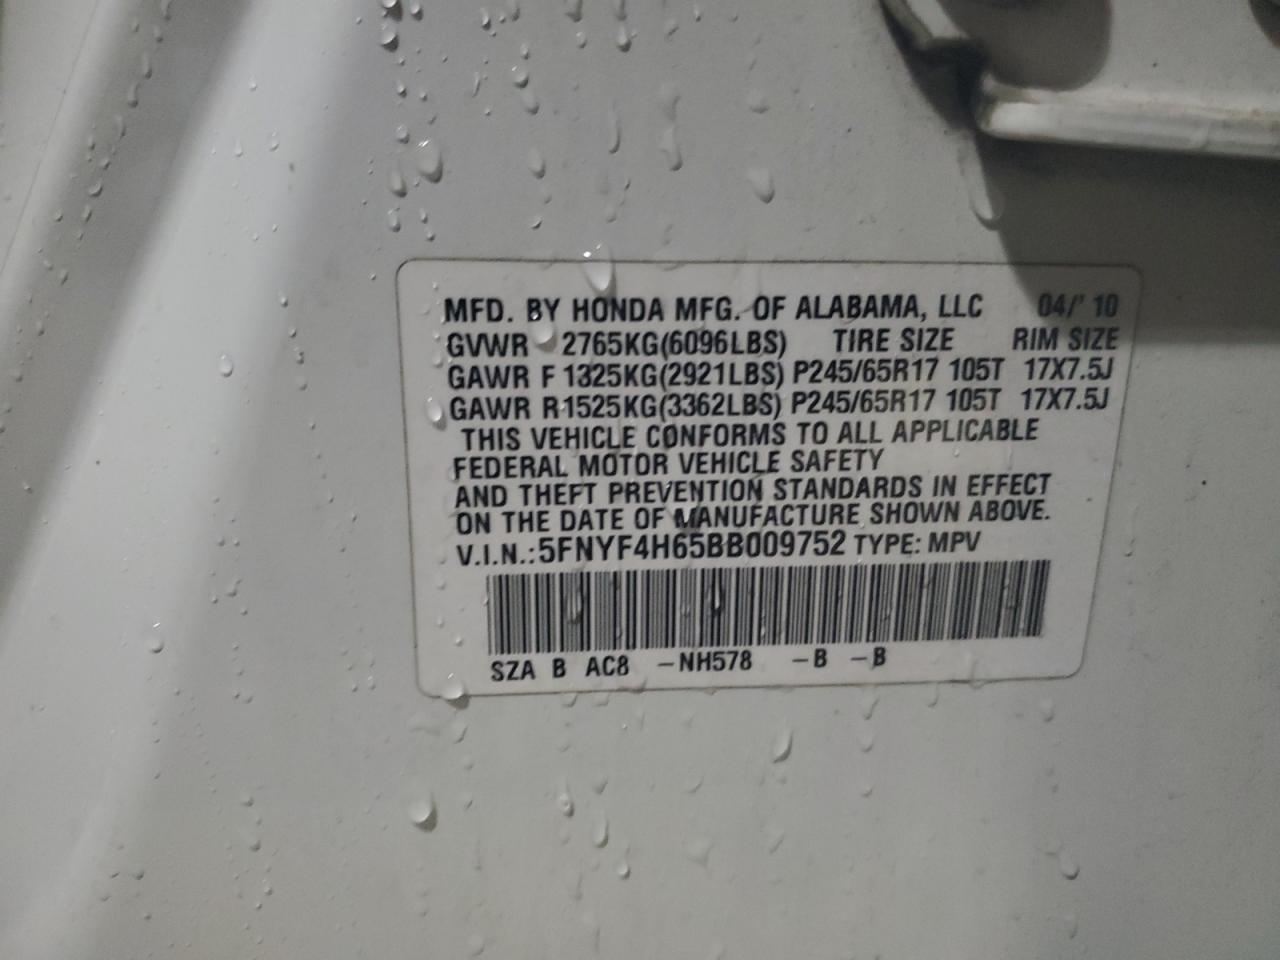 MFD. BY HONDA MFG. OF ALABAMA, LLC 04/' 10
GVWR 2765KG(6096LBS) TIRE SIZE RIM SIZE
GAWR F 1325KG(2921LBS) P245/65R17 105T 17X7.5J
GAWR R1525KG(3362LBS) P245/65R17 105T 17X7.5J
THIS VEHICLE CONFORMS TO ALL APPLICABLE
FEDERAL MOTOR VEHICLE SAFETY
AND THEFT PREVENTION STANDARDS IN EFFECT
ON THE DATE OF MANUFACTURE SHOWN ABOVE.
V.I.N.: 5FNYF4H65BB009752 TYPE: MPV
SZA B AC8 -NH578 -B -B